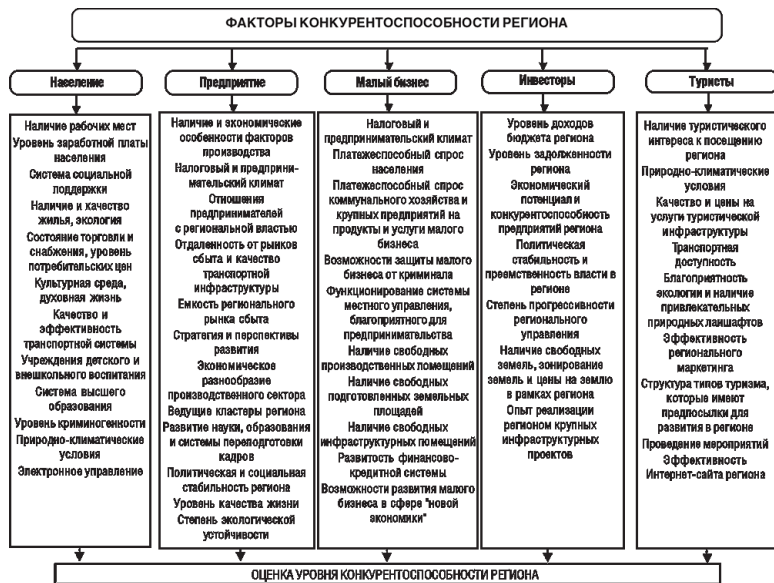 ФАКТОРЫ КОНКУРЕНТОСПОСОБНОСТИ РЕГИОНА
Население
Наличие рабочих мест
Уровень заработной платы
населения
Система социальной
поддержки
Наличие и качество
жилья, экология
Состояние торговли и
снабжения, уровень
потребительских цен
Культурная среда,
духовная жизнь
Качество и
эффективность
транспортной системы
Учреждения детского и
внешкольного воспитания
Система высшего
образования
Уровень криминогенности
Природно-климатические
условия
Электронное управление
Предприятие
Наличие и экономические
особенности факторов
производства
Налоговый и предприни-
мательский климат
Отношения
предпринимателей
с региональной властью
Отдаленность от рынков
сбыта и качество
транспортной
инфраструктуры
Емкость регионального
рынка сбыта
Стратегия и перспективы
развития
Экономическое
разнообразие
производственного сектора
Ведущие кластеры региона
Развитие науки, образования
и системы переподготовки
кадров
Политическая и социальная
стабильность региона
Уровень качества жизни
Степень экологической
устойчивости
Малый бизнес
Налоговый и
предпринимательский климат
Платежеспособный спрос
населения
Платежеспособный спрос
коммунального хозяйства и
крупных предприятий на
продукты и услуги малого
бизнеса
Возможности защиты малого
бизнеса от криминала
Функционирование системы
местного управления,
благоприятного для
предпринимательства
Наличие свободных
производственных помещений
Наличие свободных
подготовленных земельных
площадей
Наличие свободных
инфраструктурных помещений
Развитость финансово-
кредитной системы
Возможности развития малого
бизнеса в сфере "новой
экономики"
Инвесторы
Уровень доходов
бюджета региона
Уровень задолженности
региона
Экономический
потенциал и
конкурентоспособность
предприятий региона
Политическая
стабильность и
преемственность власти в
регионе
Степень прогрессивности
регионального
управления
Наличие свободных
земель, зонирование
земель и цены на землю
в рамках региона
Опыт реализации
регионом крупных
инфраструктурных
проектов
Туристы
Наличие туристического
интереса к посещению
региона
Природно-климатические
условия
Качество и цены на
услуги туристической
инфраструктуры
Транспортная
доступность
Благоприятность
экологии и наличие
привлекательных
природных лаишафтов
Эффективность
регионального
маркетинга
Структура типов туризма,
которые имеют
предпосылки для
развития в регионе
Проведение мероприятий
Эффективность
Интернет-сайта региона
ОЦЕНКА УРОВНЯ КОНКУРЕНТОСПОСОБНОСТИ РЕГИОНА